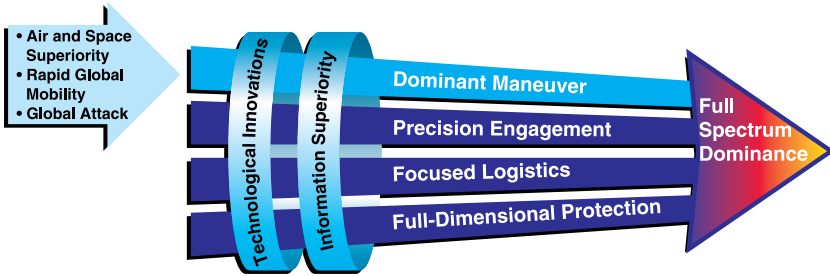 • Air and Space
Superiority
• Rapid Global
Mobility
• Global Attack
Technological Innovations
Information Superiority
Dominant Maneuver
Precision Engagement
Focused Logistics
Full-Dimensional Protection
Full
Spectrum
Dominance